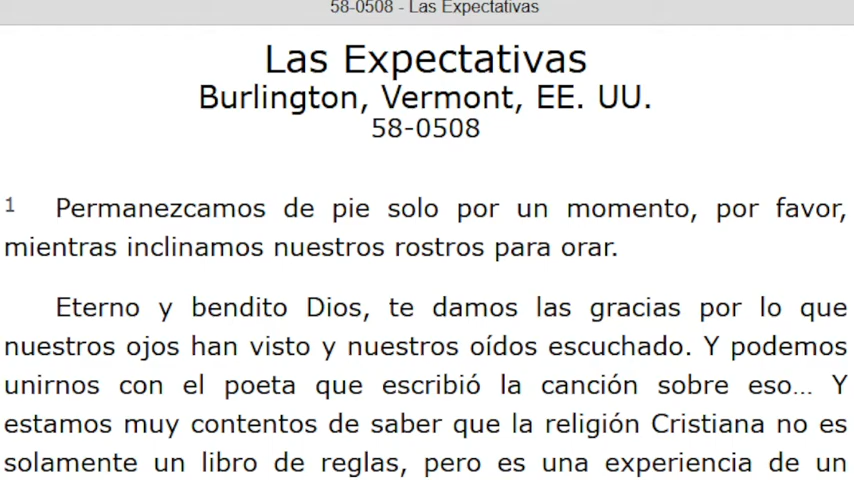 58-0508 - Las Expectativas
Las Expectativas
Burlington, Vermont, EE. UU.
58-0508
1 Permanezcamos de pie solo por un momento, por favor,
mientras inclinamos nuestros rostros para orar.
Eterno y bendito Dios, te damos las gracias por lo que
nuestros ojos han visto y nuestros oídos escuchado. Y podemos
unirnos con el poeta que escribió la canción sobre eso... Y
estamos muy contentos de saber que la religión Cristiana no es
solamente un libro de reglas, pero es una experiencia de un